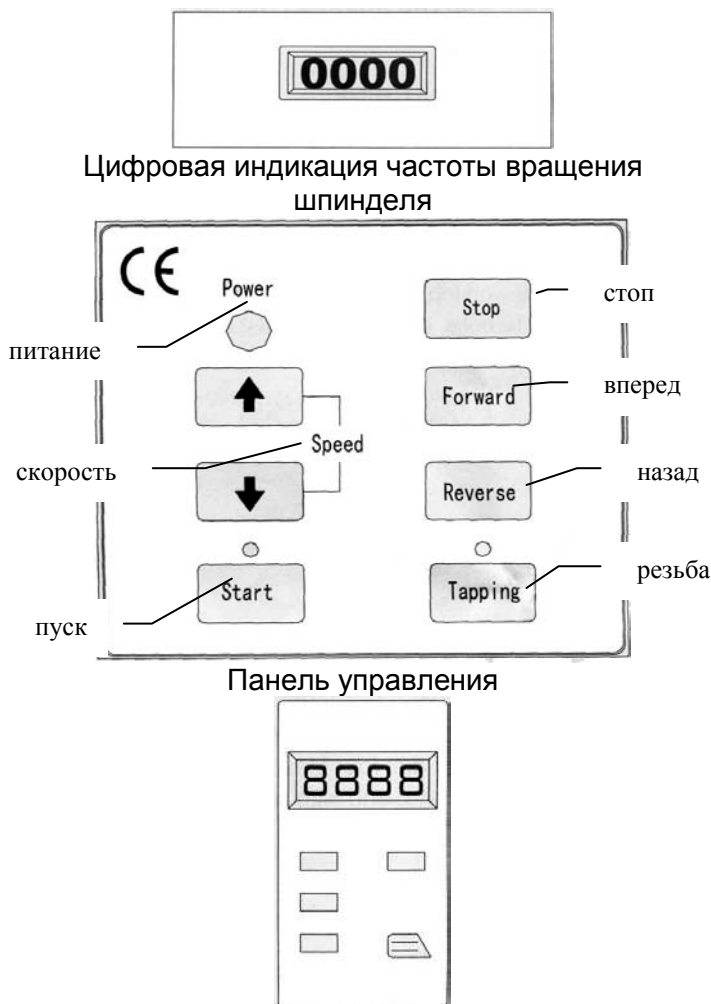 0000
Цифровая индикация частоты вращения
шпинделя
CE
Power
Stop
стоп
питание
Forward
вперед
Speed
скорость
Reverse
назад
Start
Tapping
резьба
пуск
Панель управления
8888